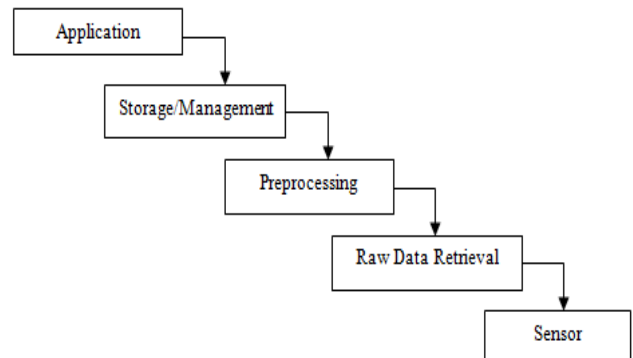 Application
Storage/Management
Preprocessing
Raw Data Retrieval
Sensor